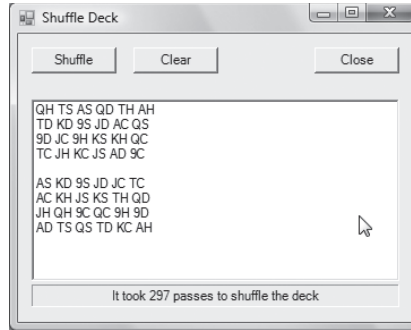 Shuffle Deck
Shuffle Clear Close
QH TS AS QD TH AH
TD KD 9S JD AC QS
9D JC 9H KS KH QC
TC JH KC JS AD 9C
AS KD 9S JD JC TC
AC KH JS KS TH QD
JH QH 9C QC 9H 9D
AD TS QS TD KC AH
It took 297 passes to shuffle the deck